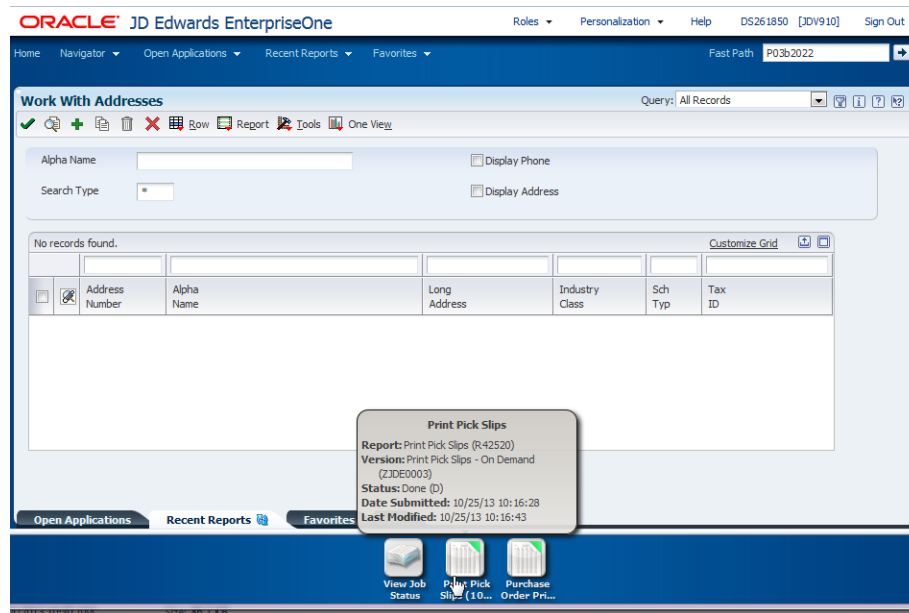 ORACLE JD Edwards EnterpriseOne Roles Personalization Help DS261850 [JDV910] Sign Out
Home Navigator Open Applications Recent Reports Favorites Fast Path P03b2022
Work With Addresses Query: All Records
Row Report Tools One View
Alpha Name Display Phone
Search Type * Display Address
No records found. Customize Grid
Address Number
Alpha Name
Long Address
Industry Class
Sch Typ
Tax ID
Print Pick Slips
Report: Print Pick Slips (R42520)
Version: Print Pick Slips - On Demand
(ZJDE0003)
Status: Done (D)
Date Submitted: 10/25/13 10:16:28
Last Modified: 10/25/13 10:16:43
Open Applications Recent Reports Favorites
View Job
Status
Print Pick
Slips (10...
Purchase
Order Pri...